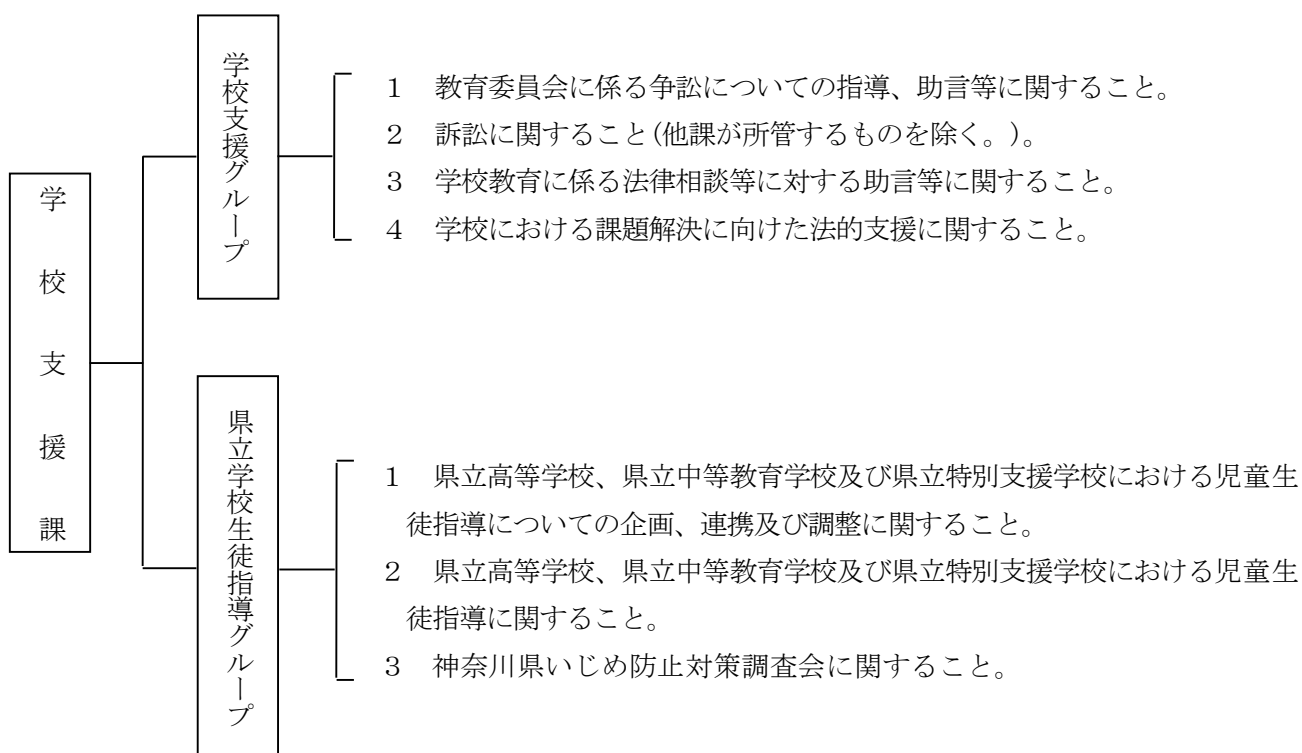 学校支援課
学校支援グループ
1 教育委員会に係る争訟についての指導、助言等に関すること。
2 訴訟に関すること(他課が所管するものを除く。)。
3 学校教育に係る法律相談等に対する助言等に関すること。
4 学校における課題解決に向けた法的支援に関すること。
県立学校生徒指導グループ
1 県立高等学校、県立中等教育学校及び県立特別支援学校における児童生
徒指導についての企画、連携及び調整に関すること。
2 県立高等学校、県立中等教育学校及び県立特別支援学校における児童生
徒指導に関すること。
3 神奈川県いじめ防止対策調査会に関すること。